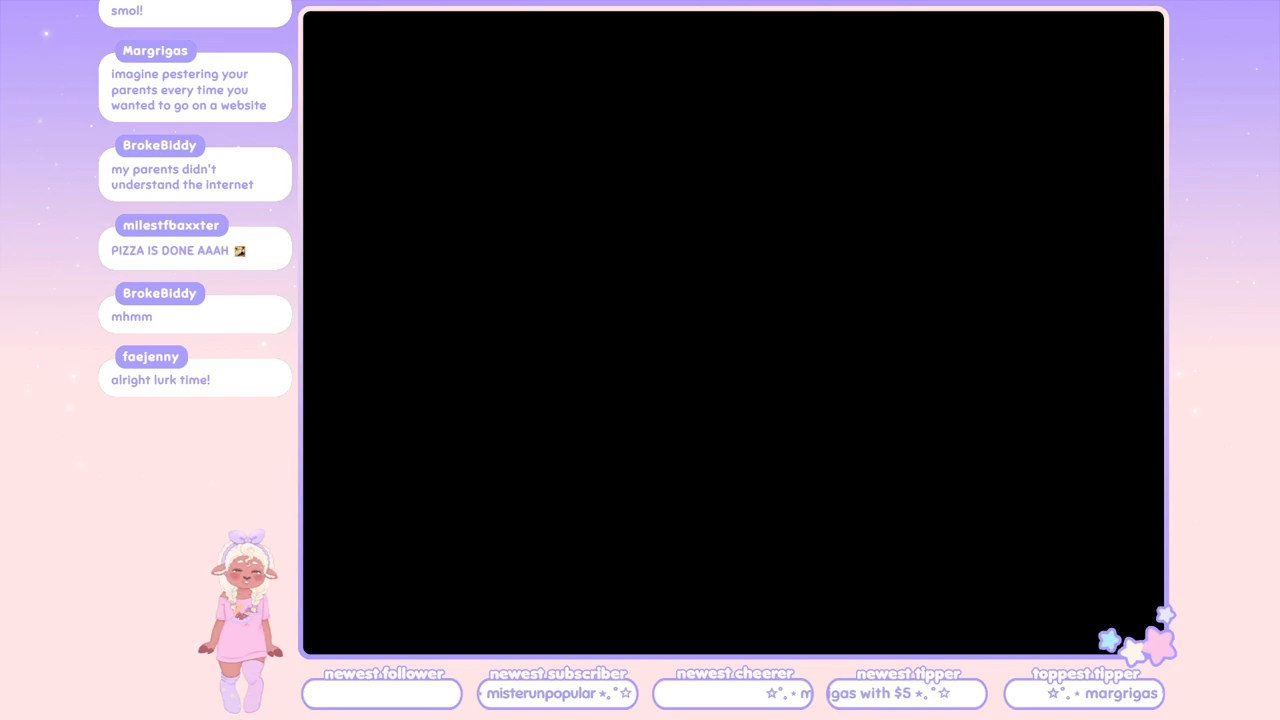 smol!
Margrigas
imagine pestering your
parents every time you
wanted to go on a website
BrokeBiddy
my parents didn't
understand the internet
milestfbaxxter
PIZZA IS DONE AAAH
BrokeBiddy
mhmm
faejenny
alright lurk time!
newest follower
newest subscriber
misterunpopular ⋆｡˚☆
newest cheerer
☆˚｡⋆ m
newest tipper
igas with $5 ⋆｡˚☆
toppest tipper
☆˚｡⋆ margrigas